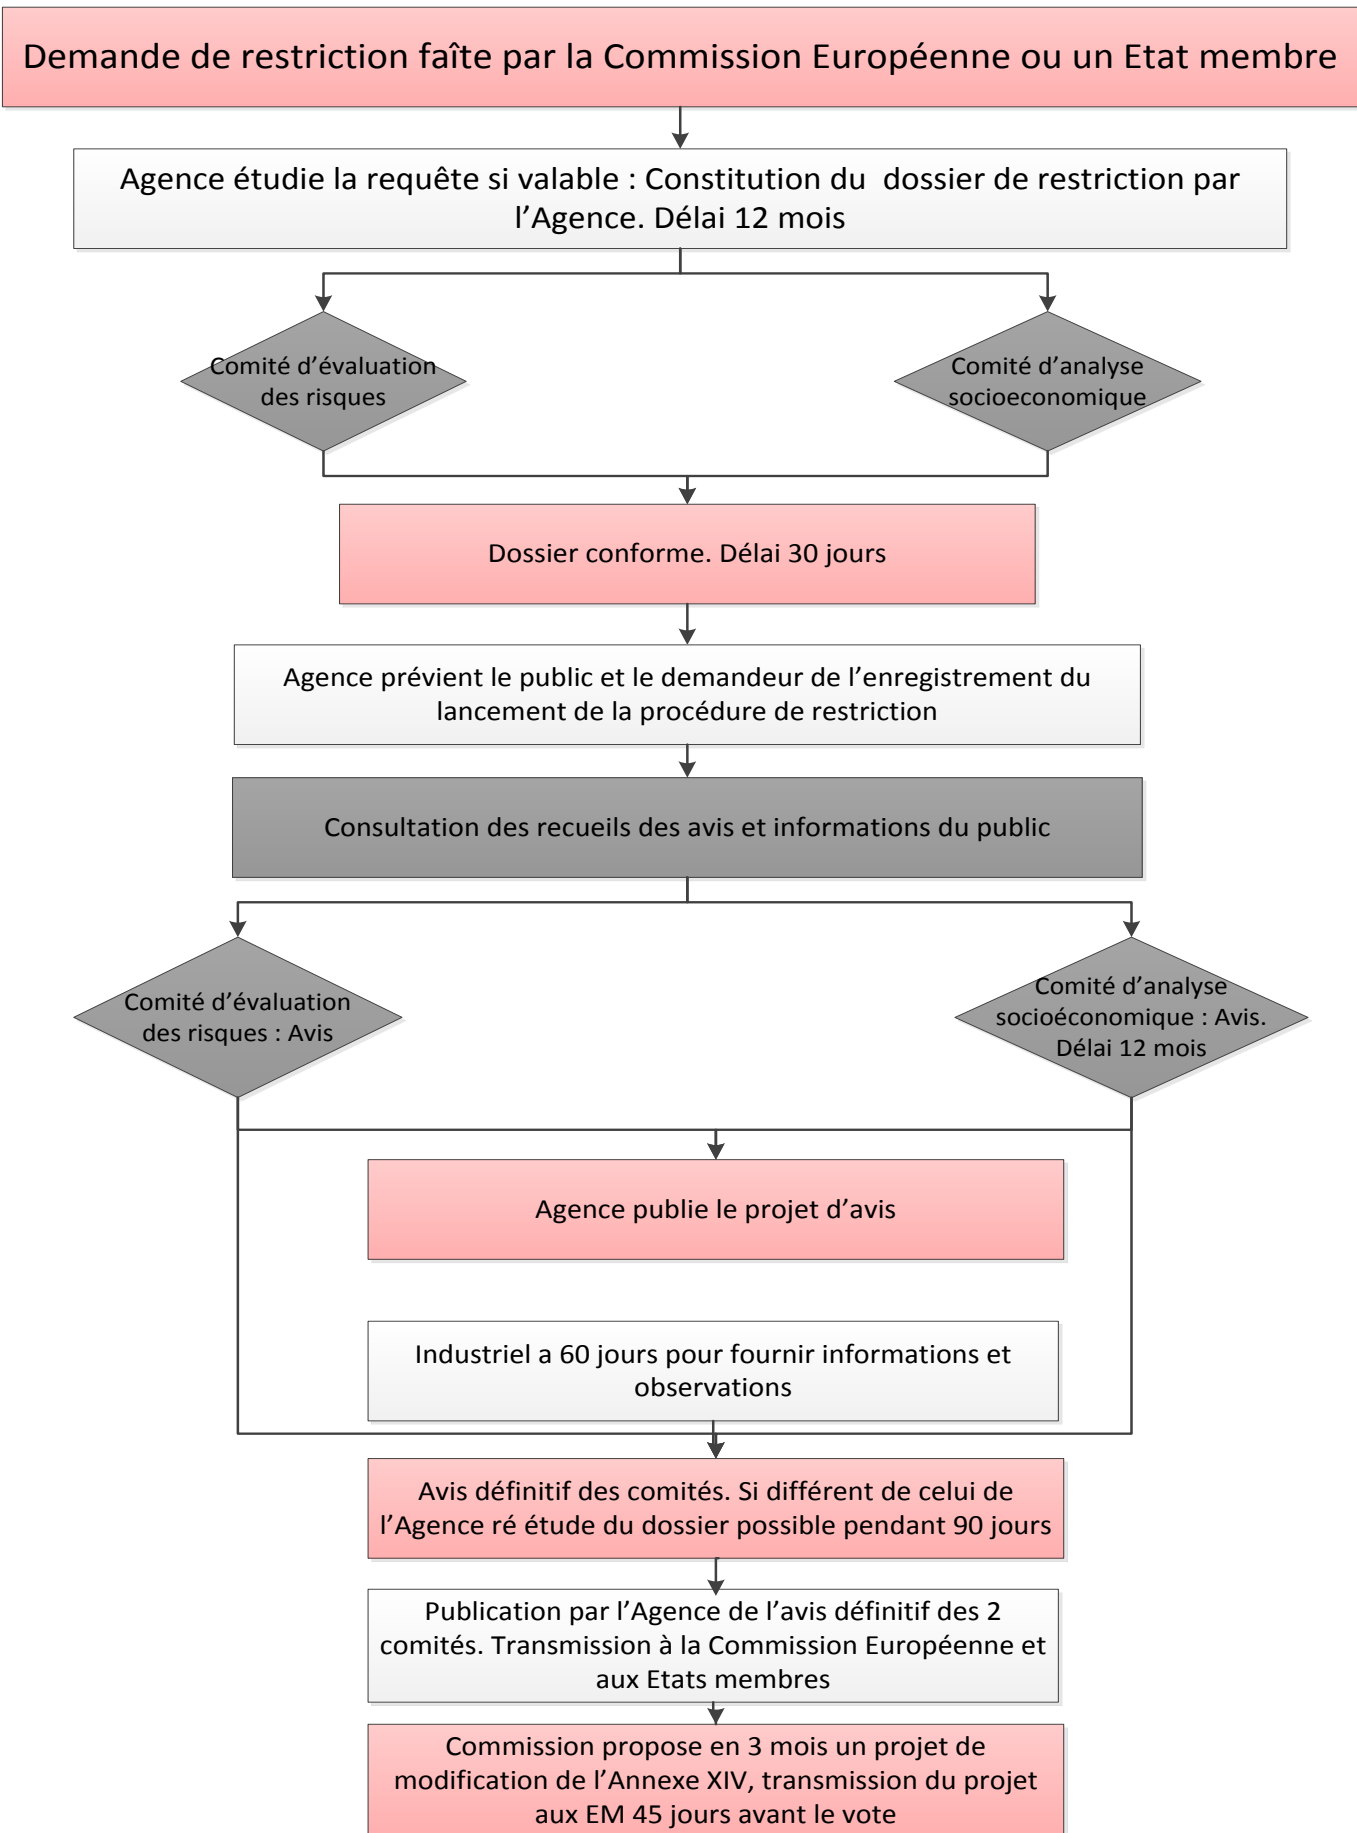 Demande de restriction faîte par la Commission Européenne ou un Etat membre
Agence étudie la requête si valable : Constitution du  dossier de restriction par
l’Agence. Délai 12 mois
Comité d’évaluation
des risques
Comité d’analyse
socioeconomique
Dossier conforme. Délai 30 jours
Agence prévient le public et le demandeur de l’enregistrement du
lancement de la procédure de restriction
Consultation des recueils des avis et informations du public
Comité d’évaluation
des risques : Avis
Comité d’analyse
socioéconomique : Avis.
Délai 12 mois
Agence publie le projet d’avis
Industriel a 60 jours pour fournir informations et
observations
Avis définitif des comités. Si différent de celui de
l’Agence ré étude du dossier possible pendant 90 jours
Publication par l’Agence de l’avis définitif des 2
comités. Transmission à la Commission Européenne et
aux Etats membres
Commission propose en 3 mois un projet de
modification de l’Annexe XIV, transmission du projet
aux EM 45 jours avant le vote